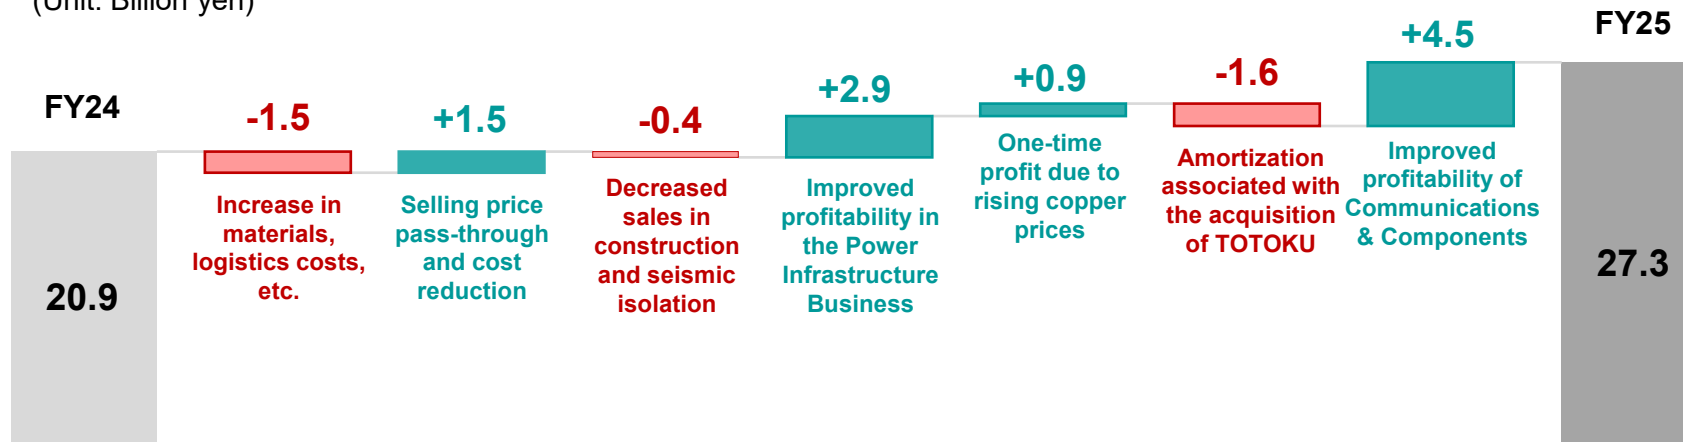 (Unit: Billion yen)
FY24
20.9
-1.5
Increase in
materials,
logistics costs,
etc.
+1.5
Selling price
pass-through
and cost
reduction
-0.4
Decreased
sales in
construction
and seismic
isolation
+2.9
Improved
profitability in
the Power
Infrastructure
Business
+0.9
One-time
profit due to
rising copper
prices
-1.6
Amortization
associated with
the acquisition
of TOTOKU
+4.5
Improved
profitability of
Communications
& Components
FY25
27.3